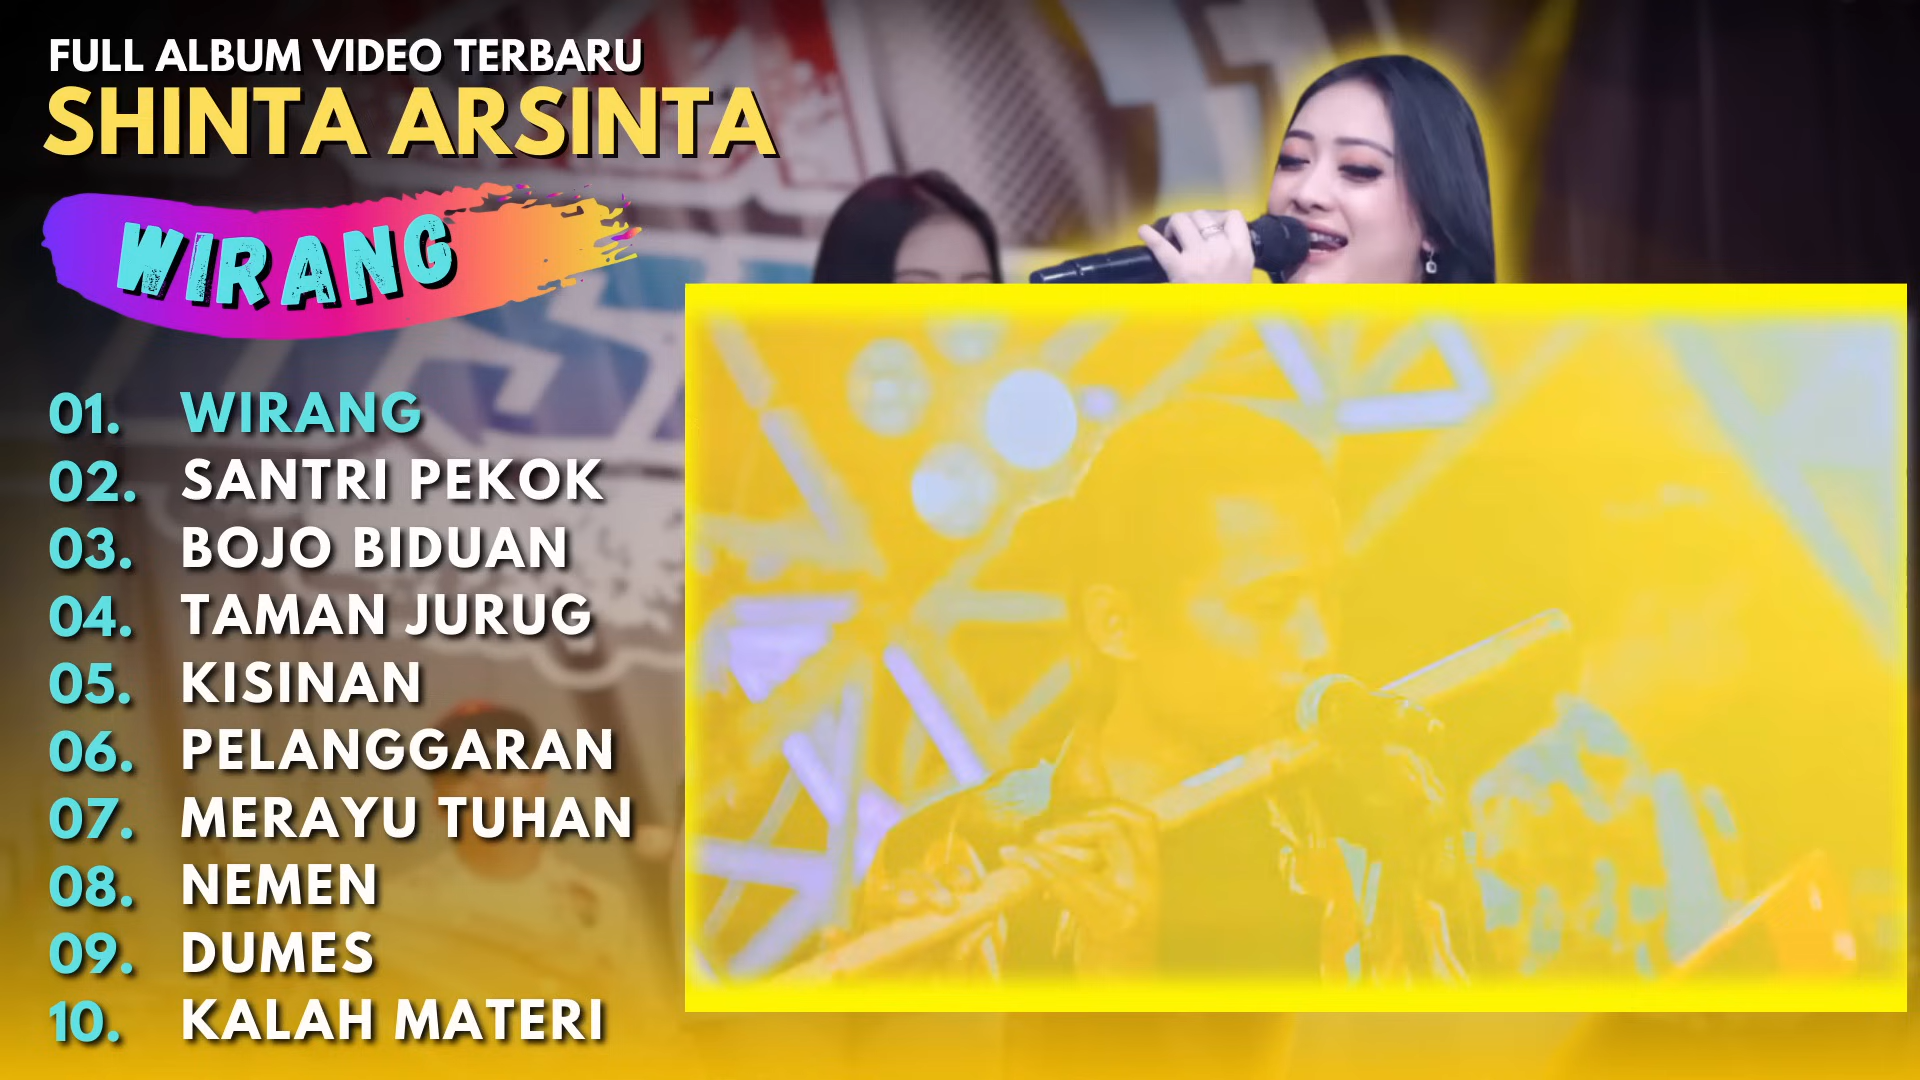 FULL ALBUM VIDEO TERBARU
SHINTA ARSINTA
WIRANG
01. WIRANG
02. SANTRI PEKOK
03. BOJO BIDUAN
04. TAMAN JURUG
05. KISINAN
06. PELANGGARAN
07. MERAYU TUHAN
08. NEMEN
09. DUMES
10. KALAH MATERI